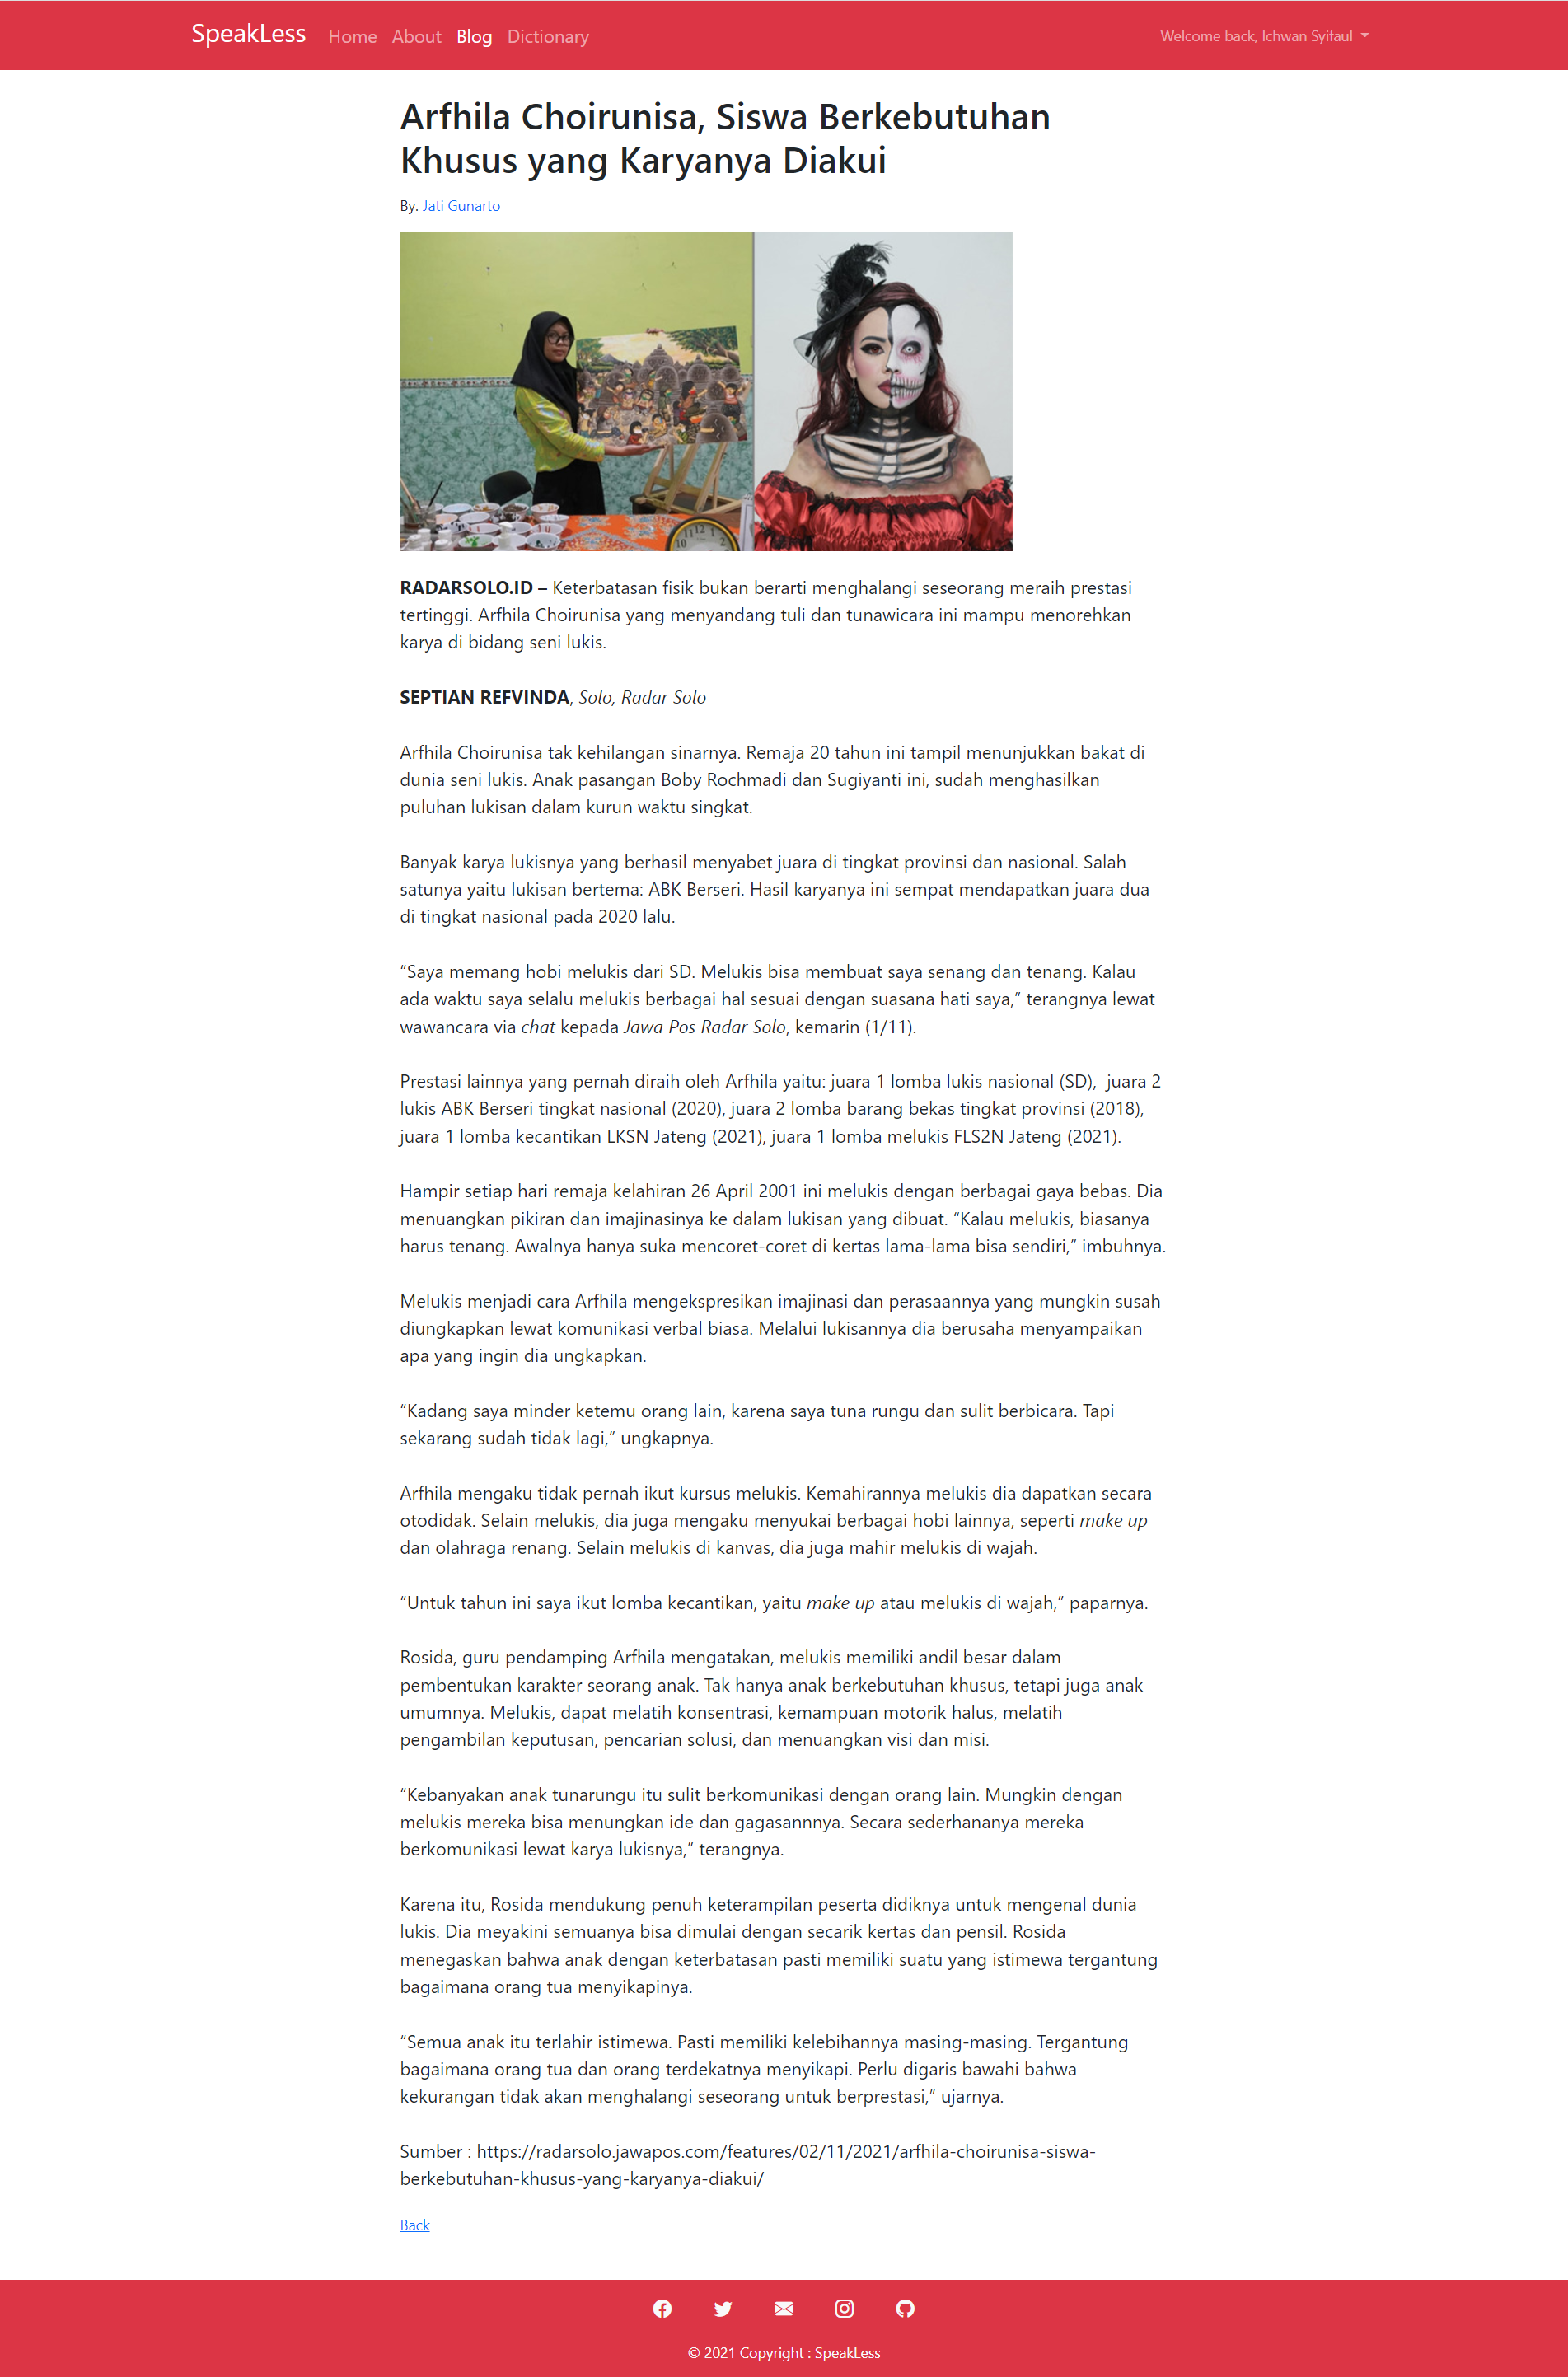 SpeakLess Home About Blog Dictionary Welcome back, Ichwan Syifaul
Arfhila Choirunisa, Siswa Berkebutuhan
Khusus yang Karyanya Diakui
By. Jati Gunarto
RADARSOLO.ID – Keterbatasan fisik bukan berarti menghalangi seseorang meraih prestasi
tertinggi. Arfhila Choirunisa yang menyandang tuli dan tunawicara ini mampu menorehkan
karya di bidang seni lukis.
SEPTIAN REFVINDA, Solo, Radar Solo
Arfhila Choirunisa tak kehilangan sinarnya. Remaja 20 tahun ini tampil menunjukkan bakat di
dunia seni lukis. Anak pasangan Boby Rochmadi dan Sugiyanti ini, sudah menghasilkan
puluhan lukisan dalam kurun waktu singkat.
Banyak karya lukisnya yang berhasil menyabet juara di tingkat provinsi dan nasional. Salah
satunya yaitu lukisan bertema: ABK Berseri. Hasil karyanya ini sempat mendapatkan juara dua
di tingkat nasional pada 2020 lalu.
“Saya memang hobi melukis dari SD. Melukis bisa membuat saya senang dan tenang. Kalau
ada waktu saya selalu melukis berbagai hal sesuai dengan suasana hati saya,” terangnya lewat
wawancara via chat kepada Jawa Pos Radar Solo, kemarin (1/11).
Prestasi lainnya yang pernah diraih oleh Arfhila yaitu: juara 1 lomba lukis nasional (SD),  juara 2
lukis ABK Berseri tingkat nasional (2020), juara 2 lomba barang bekas tingkat provinsi (2018),
juara 1 lomba kecantikan LKSN Jateng (2021), juara 1 lomba melukis FLS2N Jateng (2021).
Hampir setiap hari remaja kelahiran 26 April 2001 ini melukis dengan berbagai gaya bebas. Dia
menuangkan pikiran dan imajinasinya ke dalam lukisan yang dibuat. “Kalau melukis, biasanya
harus tenang. Awalnya hanya suka mencoret-coret di kertas lama-lama bisa sendiri,” imbuhnya.
Melukis menjadi cara Arfhila mengekspresikan imajinasi dan perasaannya yang mungkin susah
diungkapkan lewat komunikasi verbal biasa. Melalui lukisannya dia berusaha menyampaikan
apa yang ingin dia ungkapkan.
“Kadang saya minder ketemu orang lain, karena saya tuna rungu dan sulit berbicara. Tapi
sekarang sudah tidak lagi,” ungkapnya.
Arfhila mengaku tidak pernah ikut kursus melukis. Kemahirannya melukis dia dapatkan secara
otodidak. Selain melukis, dia juga mengaku menyukai berbagai hobi lainnya, seperti make up
dan olahraga renang. Selain melukis di kanvas, dia juga mahir melukis di wajah.
“Untuk tahun ini saya ikut lomba kecantikan, yaitu make up atau melukis di wajah,” paparnya.
Rosida, guru pendamping Arfhila mengatakan, melukis memiliki andil besar dalam
pembentukan karakter seorang anak. Tak hanya anak berkebutuhan khusus, tetapi juga anak
umumnya. Melukis, dapat melatih konsentrasi, kemampuan motorik halus, melatih
pengambilan keputusan, pencarian solusi, dan menuangkan visi dan misi.
“Kebanyakan anak tunarungu itu sulit berkomunikasi dengan orang lain. Mungkin dengan
melukis mereka bisa menungkan ide dan gagasannnya. Secara sederhananya mereka
berkomunikasi lewat karya lukisnya,” terangnya.
Karena itu, Rosida mendukung penuh keterampilan peserta didiknya untuk mengenal dunia
lukis. Dia meyakini semuanya bisa dimulai dengan secarik kertas dan pensil. Rosida
menegaskan bahwa anak dengan keterbatasan pasti memiliki suatu yang istimewa tergantung
bagaimana orang tua menyikapinya.
“Semua anak itu terlahir istimewa. Pasti memiliki kelebihannya masing-masing. Tergantung
bagaimana orang tua dan orang terdekatnya menyikapi. Perlu digaris bawahi bahwa
kekurangan tidak akan menghalangi seseorang untuk berprestasi,” ujarnya.
Sumber : https://radarsolo.jawapos.com/features/02/11/2021/arfhila-choirunisa-siswa-
berkebutuhan-khusus-yang-karyanya-diakui/
Back
© 2021 Copyright : SpeakLess